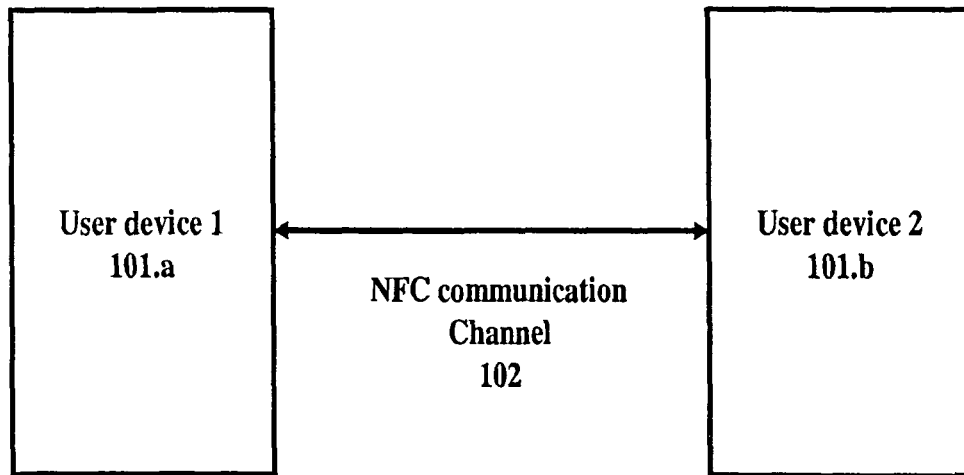 User device 1
101.a
NFC communication
Channel
102
User device 2
101.b